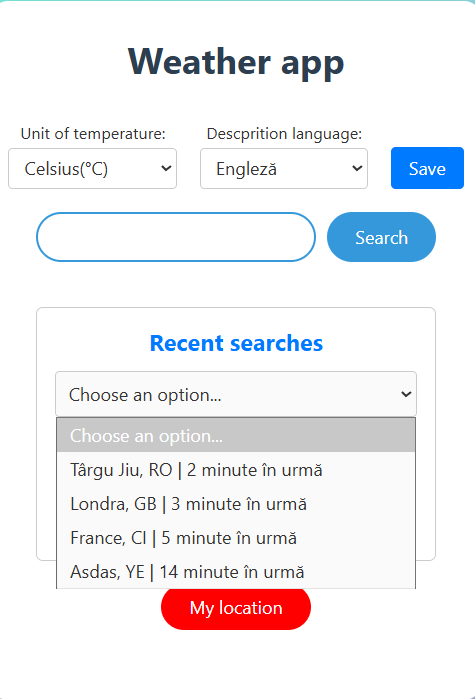 Weather app
Unit of temperature: Descprition language:
Celsius(°C) Engleză Save
Search
Recent searches
Choose an option...
Choose an option...
Târgu Jiu, RO | 2 minute în urmă
Londra, GB | 3 minute în urmă
France, CI | 5 minute în urmă
Asdas, YE | 14 minute în urmă
My location